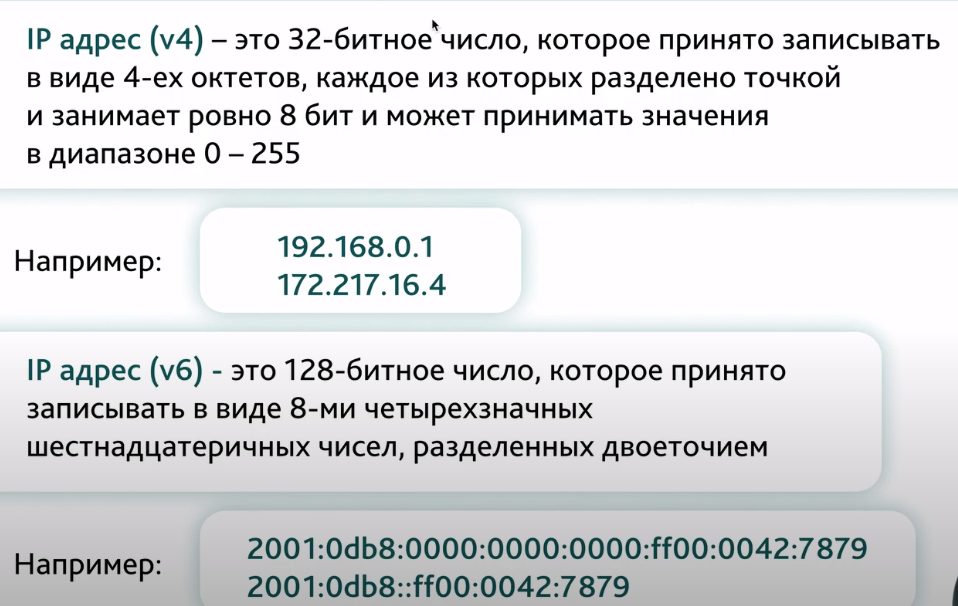 IP адрес (v4) – это 32-битное число, которое принято записывать
в виде 4-ех октетов, каждое из которых разделено точкой
и занимает ровно 8 бит и может принимать значения
в диапазоне 0 – 255
Например:
192.168.0.1
172.217.16.4
IP адрес (v6) - это 128-битное число, которое принято
записывать в виде 8-ми четырехзначных
шестнадцатеричных чисел, разделенных двоеточием
Например:
2001:0db8:0000:0000:0000:ff00:0042:7879
2001:0db8::ff00:0042:7879